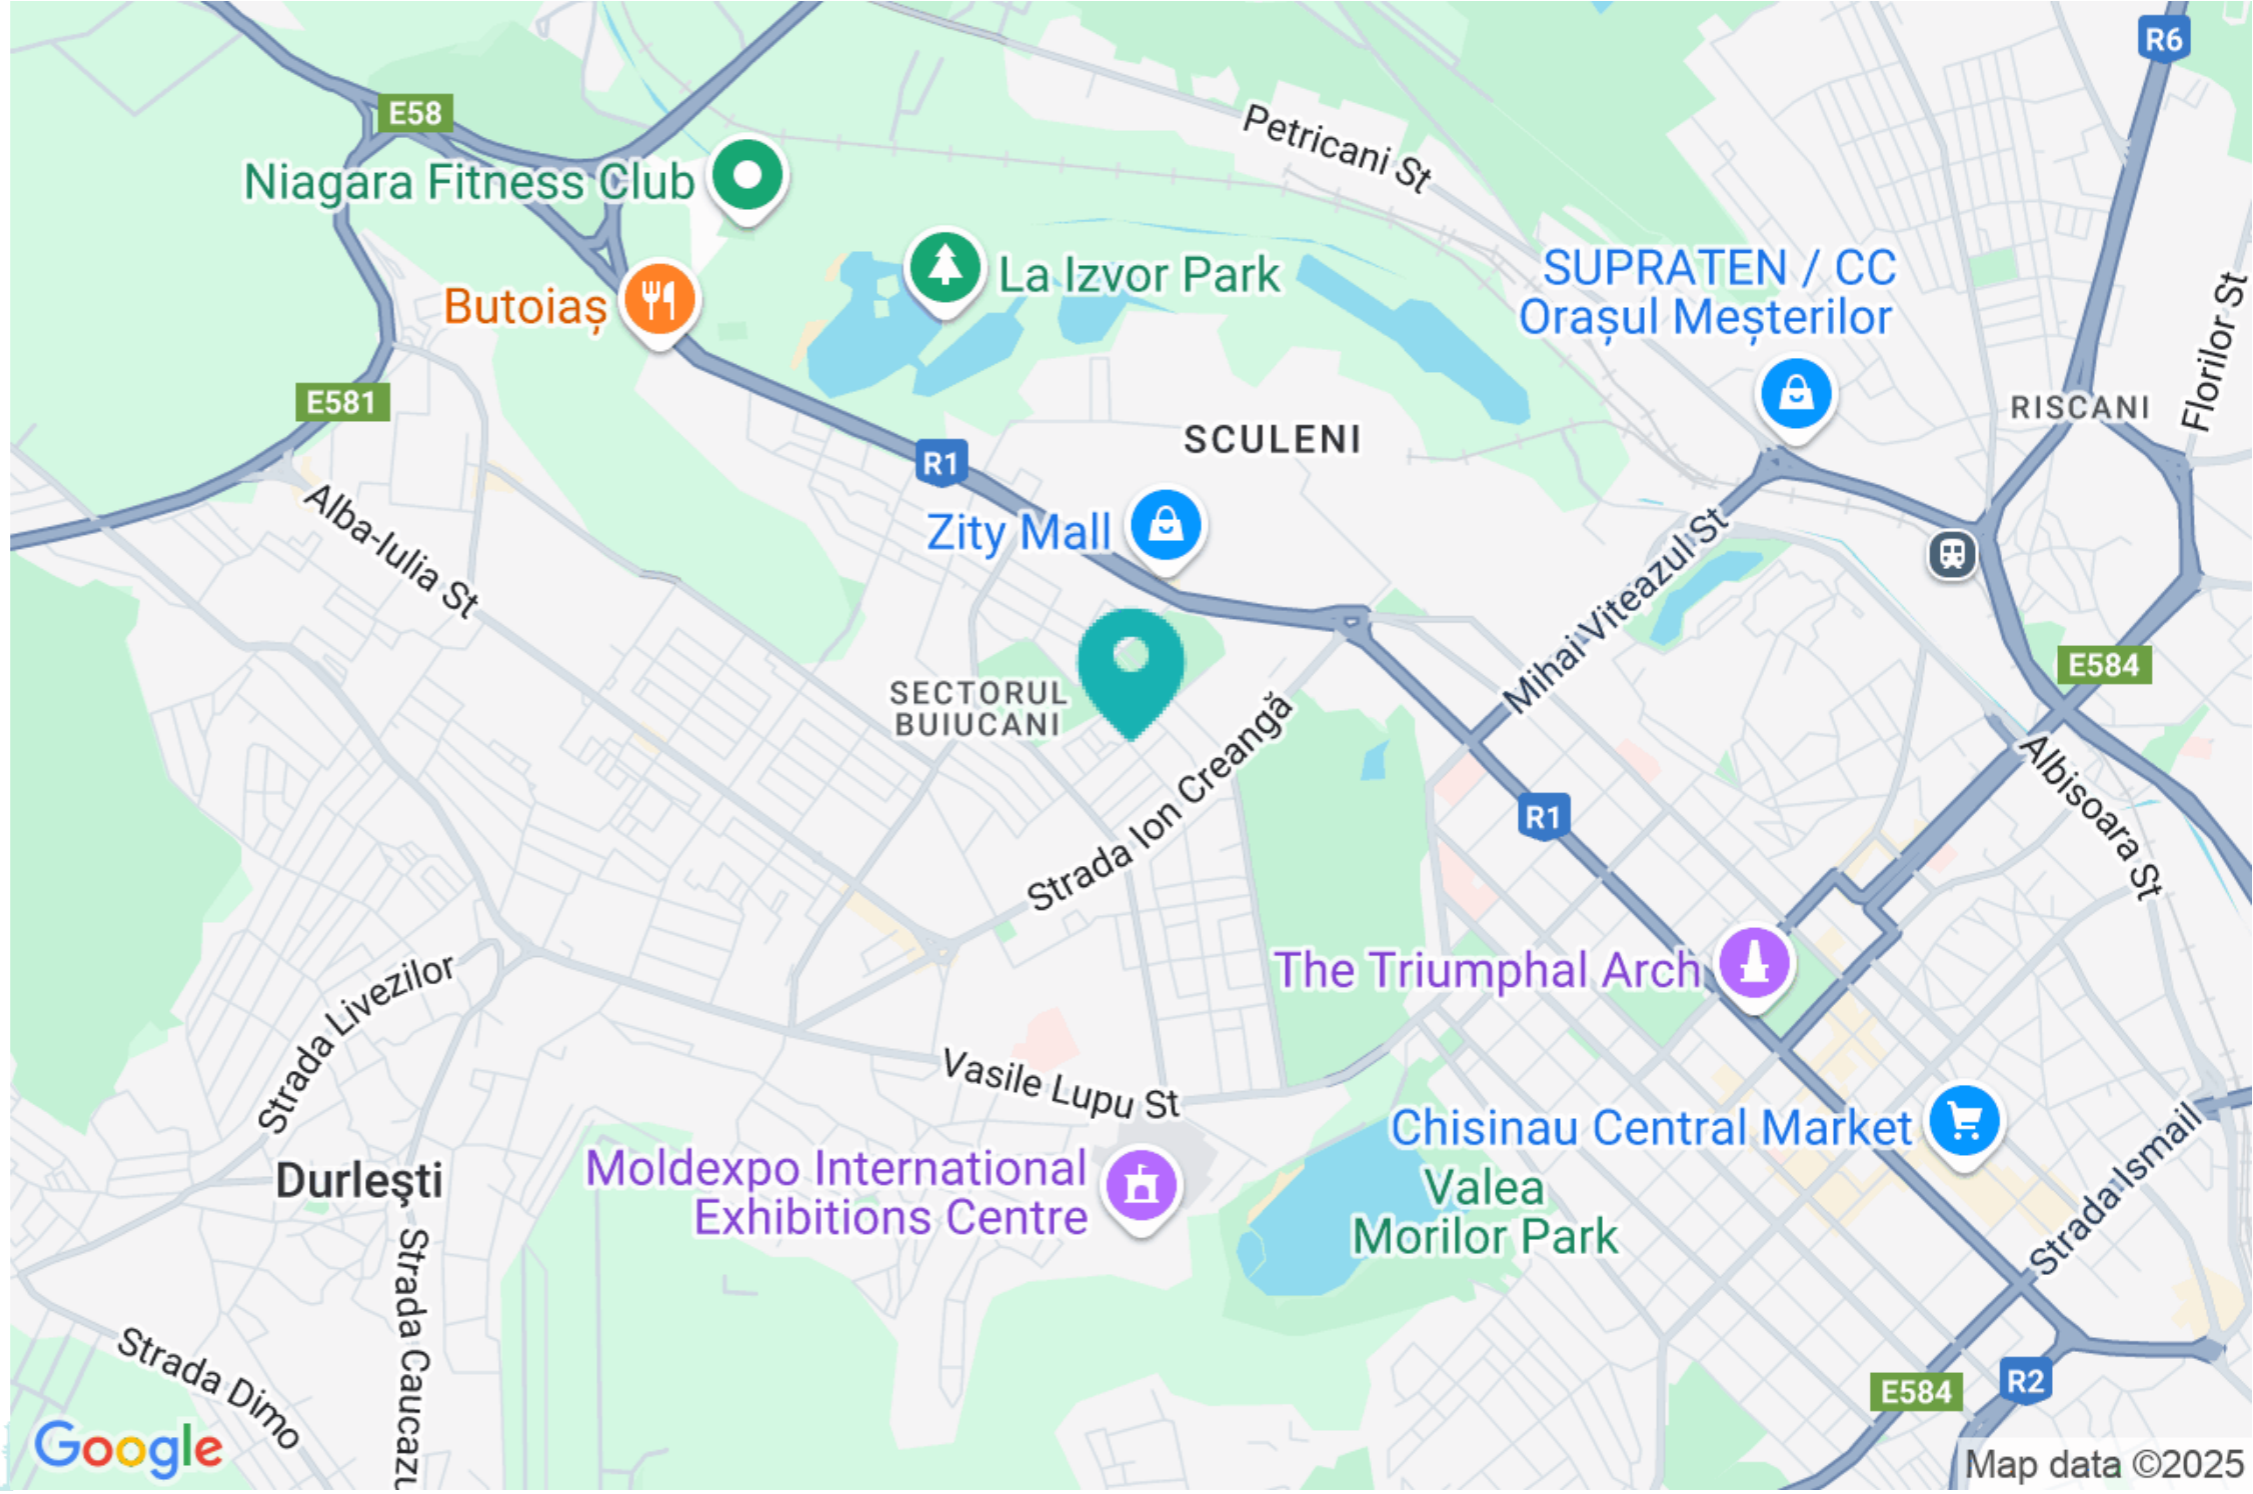 R6
E58
Petricani St
Niagara Fitness Club
La Izvor Park
SUPRATEN / CC
Orașul Meșterilor
Butoiaș
Florilor St
E581
RISCANI
SCULENI
R1
Zity Mall
Alba-Iulia St
Mihai Viteazul St
E584
SECTORUL
BUIUCANI
Strada Ion Creangă
R1
Albisoara St
Strada Livezilor
The Triumphal Arch
Vasile Lupu St
Chisinau Central Market
Strada Ismail
Durleşti
Moldexpo International
Exhibitions Centre
Valea
Morilor Park
Strada Caucazu
Strada Dimo
E584
R2
Google
Map data ©2025